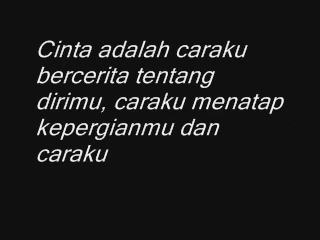 Cinta adalah caraku
bercerita tentang
dirimu, caraku menatap
kepergianmu dan
caraku